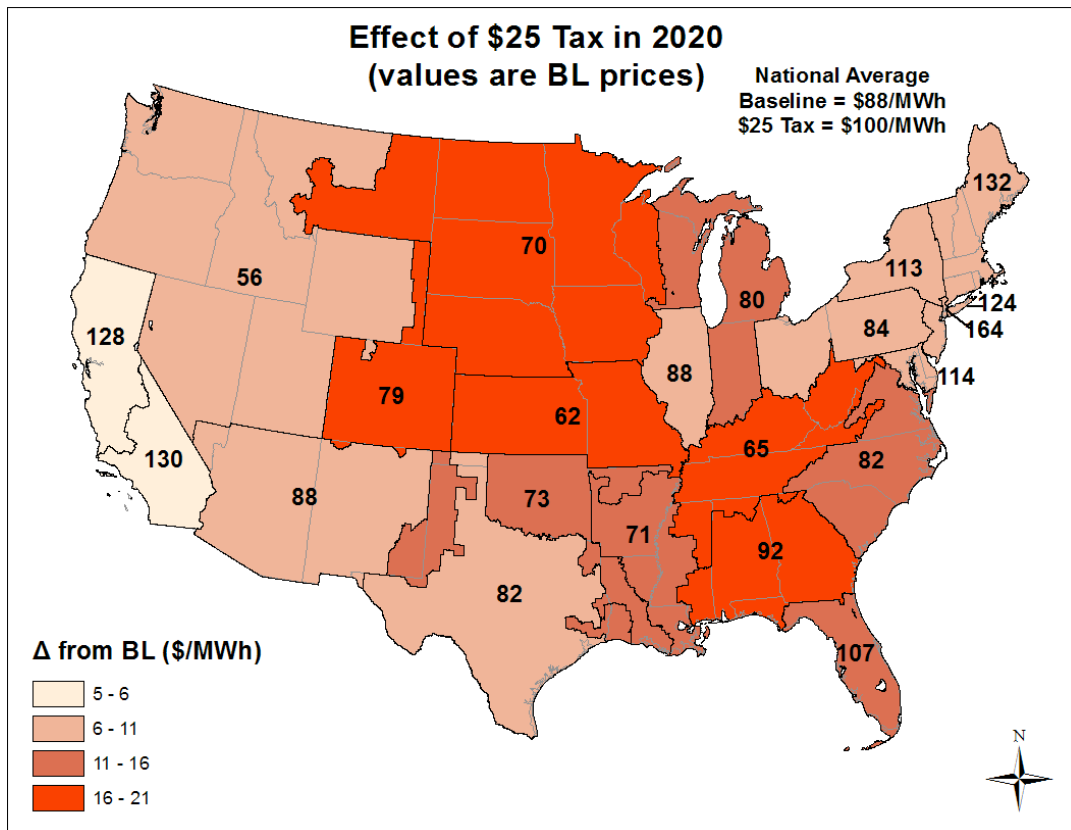 Effect of $25 Tax in 2020
(values are BL prices)
National Average
Baseline = $88/MWh
$25 Tax = $100/MWh
132
70
113
56
80
124
128
84
164
88
114
79
62
130
65
82
88
73
71
92
82
107
Δ from BL ($/MWh)
5 - 6
6 - 11
11 - 16
16 - 21
N